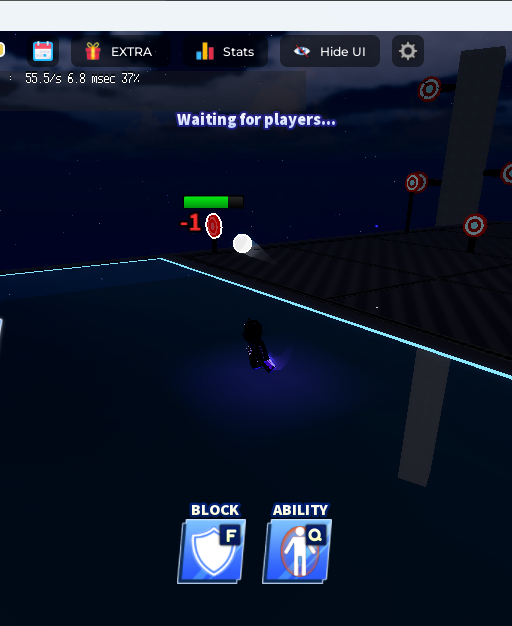 EXTRA
Stats
Hide UI
: 55.5/s 6.8 msec 37%
Waiting for players...
-1
BLOCK
ABILITY
F
Q